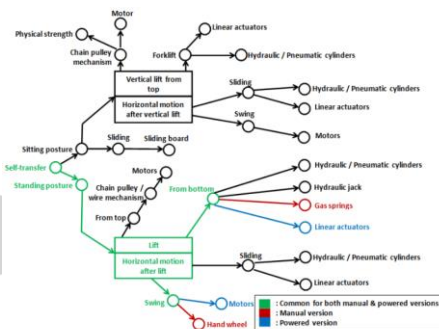 Motor
Physical strength
Chain pulley
mechanism
Forklift
Linear actuators
Hydraulic / Pneumatic cylinders
Vertical lift from
top
Horizontal motion
after vertical lift
Sliding
Hydraulic / Pneumatic cylinders
Linear actuators
Swing
Motors
Sitting posture
Sliding
Sliding board
Self-transfer
Standing posture
Motors
Chain pulley /
wire mechanism
From top
From bottom
Hydraulic / Pneumatic cylinders
Hydraulic jack
Gas springs
Linear actuators
Lift
Horizontal motion
after lift
Sliding
Hydraulic / Pneumatic cylinders
Linear actuators
Swing
Motors
Hand wheel
: Common for both manual & powered versions
: Manual version
: Powered version